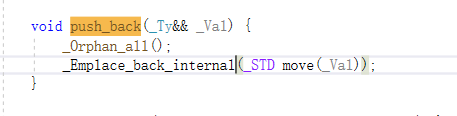 void push_back(_Ty&& _Val) {
_Orphan_all();
_Emplace_back_internal(_STD move(_Val));
}